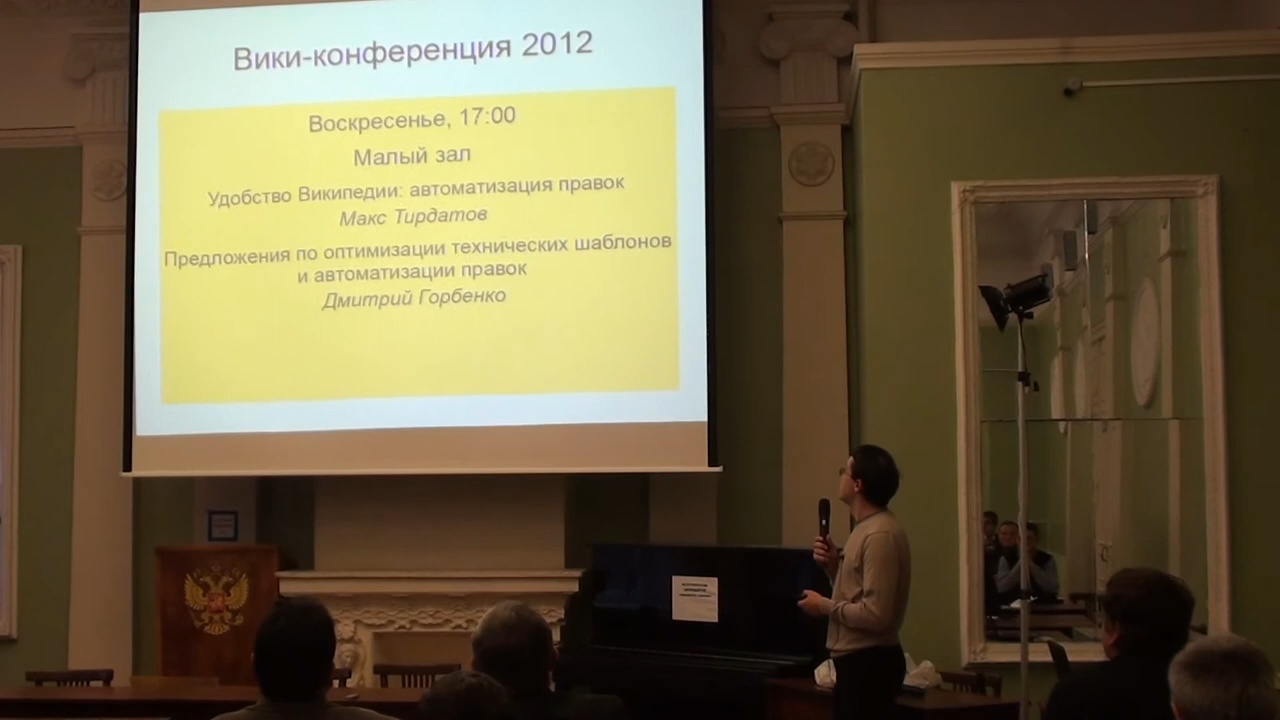 Вики-конференция 2012
Воскресенье, 17:00
Малый зал
Удобство Википедии: автоматизация правок
Макс Тирдатов
Предложения по оптимизации технических шаблонов
и автоматизации правок
Дмитрий Горбенко